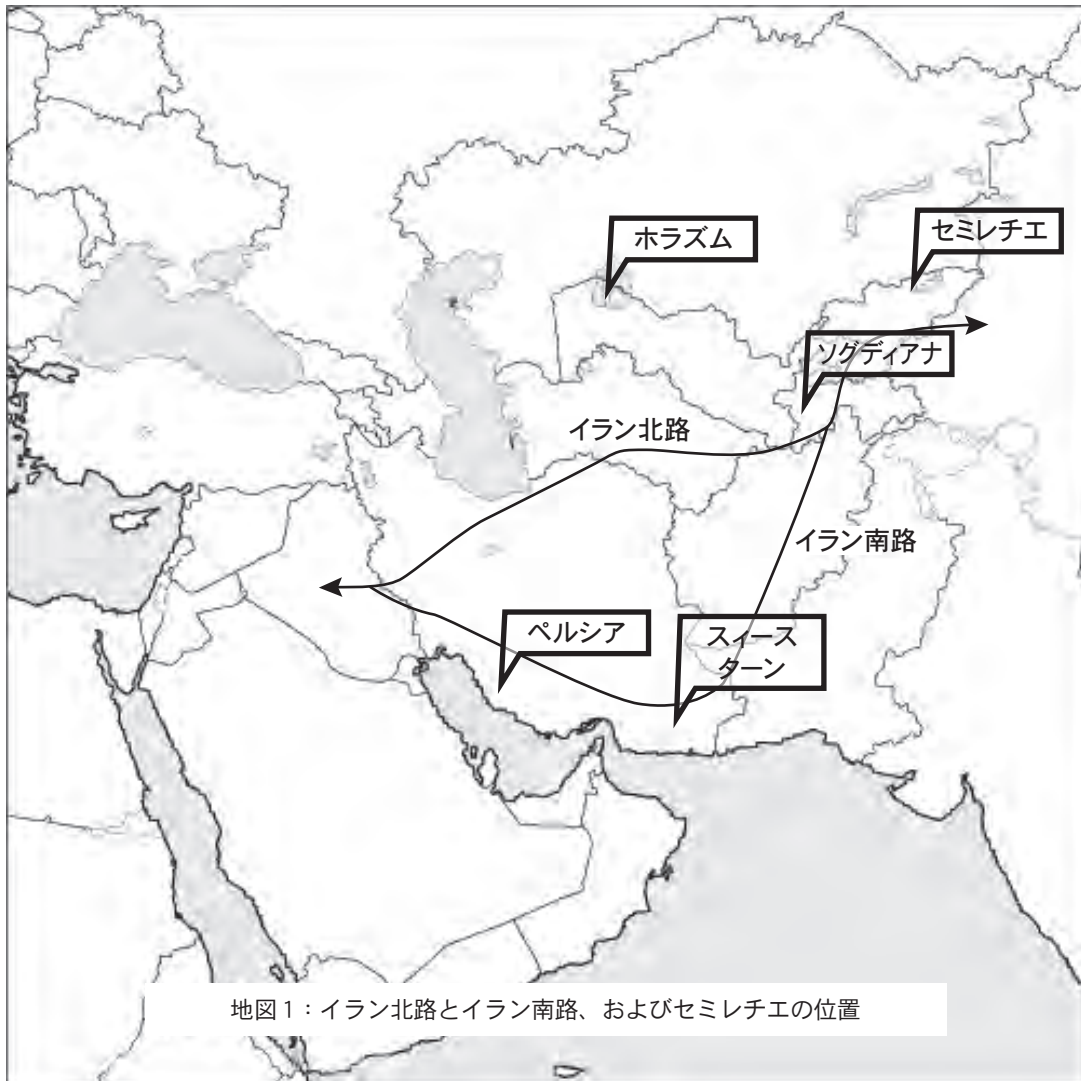 ホラズム
セミレチエ
ソグディアナ
イラン北路
イラン南路
ペルシア
スィース
ターン
地図1:イラン北路とイラン南路、およびセミレチエの位置